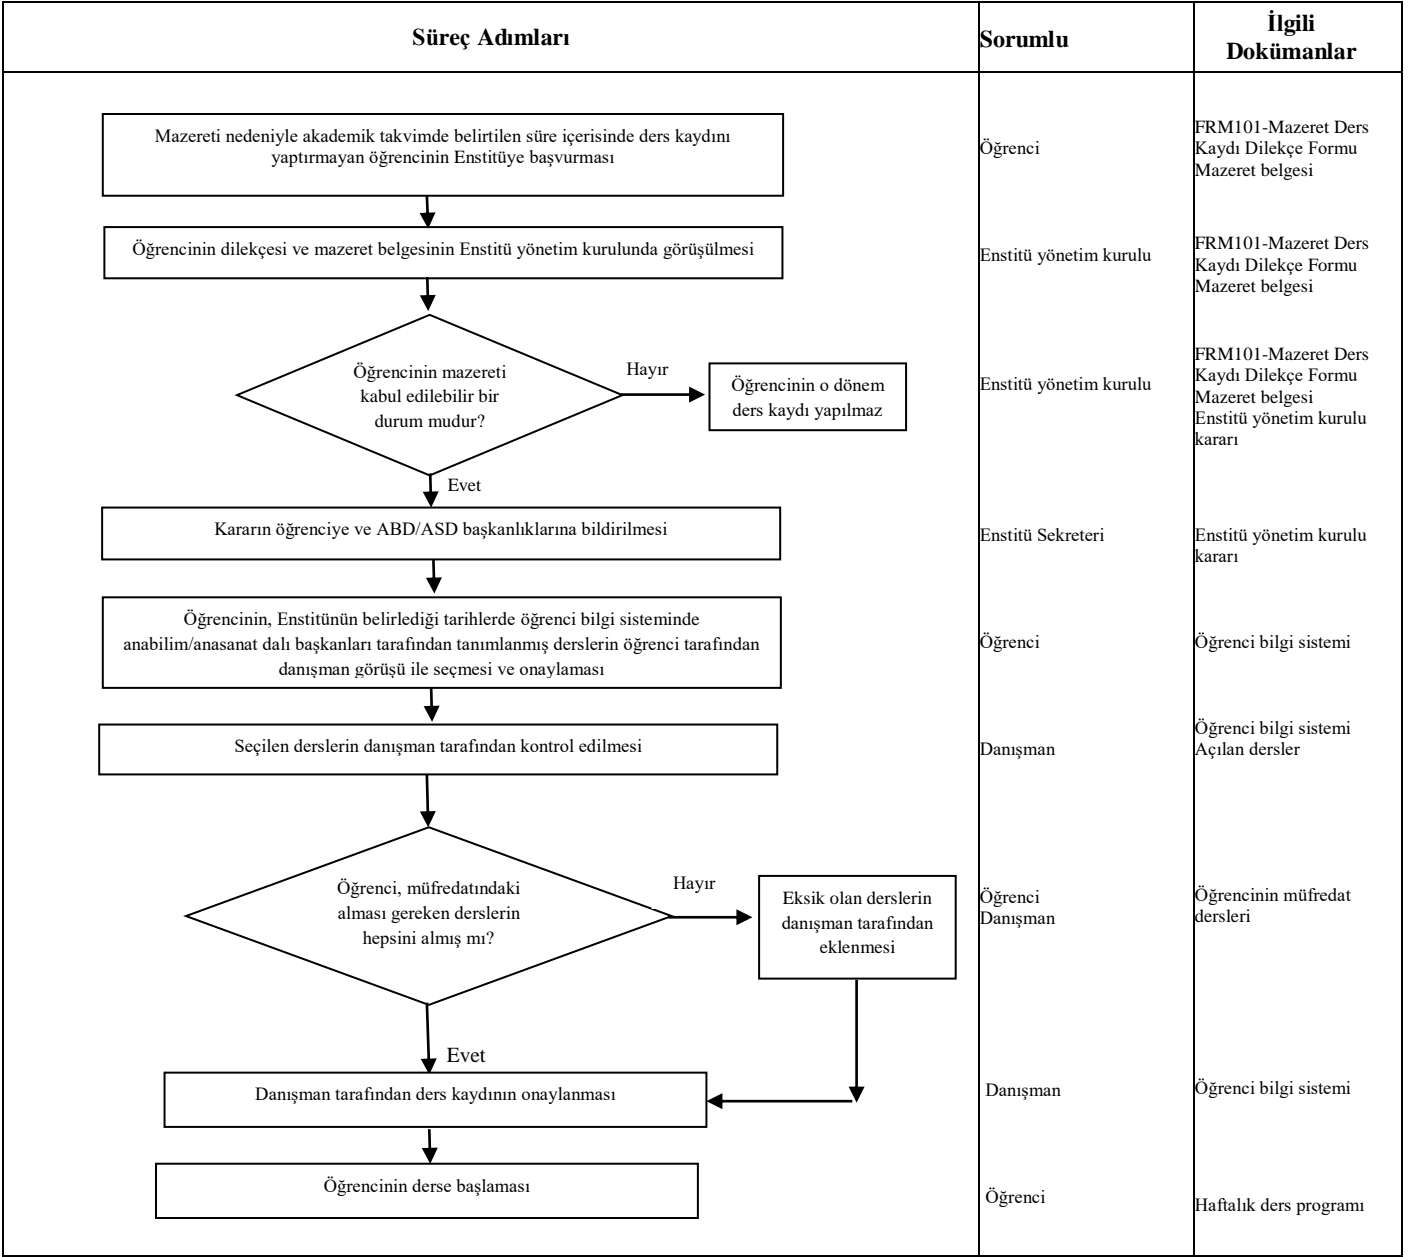 Süreç Adımları
Sorumlu
İlgili
Dokümanlar
Mazereti nedeniyle akademik takvimde belirtilen süre içerisinde ders kaydını
yaptırmayan öğrencinin Enstitüye başvurması
Öğrenci
FRM101-Mazeret Ders
Kaydı Dilekçe Formu
Mazeret belgesi
Öğrencinin dilekçesi ve mazeret belgesinin Enstitü yönetim kurulunda görüşülmesi
Enstitü yönetim kurulu
FRM101-Mazeret Ders
Kaydı Dilekçe Formu
Mazeret belgesi
Öğrencinin mazereti
kabul edilebilir bir
durum mudur?
Hayır
Öğrencinin o dönem
ders kaydı yapılmaz
Enstitü yönetim kurulu
FRM101-Mazeret Ders
Kaydı Dilekçe Formu
Mazeret belgesi
Enstitü yönetim kurulu
kararı
Evet
Kararın öğrenciye ve ABD/ASD başkanlıklarına bildirilmesi
Enstitü Sekreteri
Enstitü yönetim kurulu
kararı
Öğrencinin, Enstitünün belirlediği tarihlerde öğrenci bilgi sisteminde
anabilim/anasanat dalı başkanları tarafından tanımlanmış derslerin öğrenci tarafından
danışman görüşü ile seçmesi ve onaylaması
Öğrenci
Öğrenci bilgi sistemi
Seçilen derslerin danışman tarafından kontrol edilmesi
Danışman
Öğrenci bilgi sistemi
Açılan dersler
Öğrenci, müfredatındaki
alması gereken derslerin
hepsini almış mı?
Hayır
Eksik olan derslerin
danışman tarafından
eklenmesi
Öğrenci
Danışman
Öğrencinin müfredat
dersleri
Evet
Danışman tarafından ders kaydının onaylanması
Danışman
Öğrenci bilgi sistemi
Öğrencinin derse başlaması
Öğrenci
Haftalık ders programı